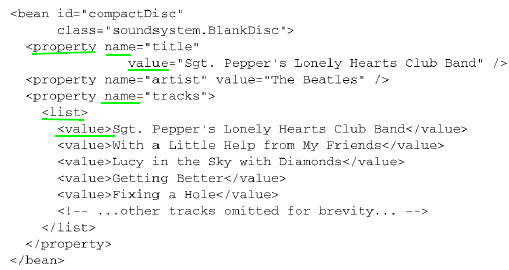 <bean id="compactDisc"
class="soundsystem.BlankDisc">
<property name="title"
value="Sgt. Pepper's Lonely Hearts Club Band" />
<property name="artist" value="The Beatles" />
<property name="tracks">
<list>
<value>Sgt. Pepper's Lonely Hearts Club Band</value>
<value>With a Little Help from My Friends</value>
<value>Lucy in the Sky with Diamonds</value>
<value>Getting Better</value>
<value>Fixing a Hole</value>
<!-- ...other tracks omitted for brevity... -->
</list>
</property>
</bean>